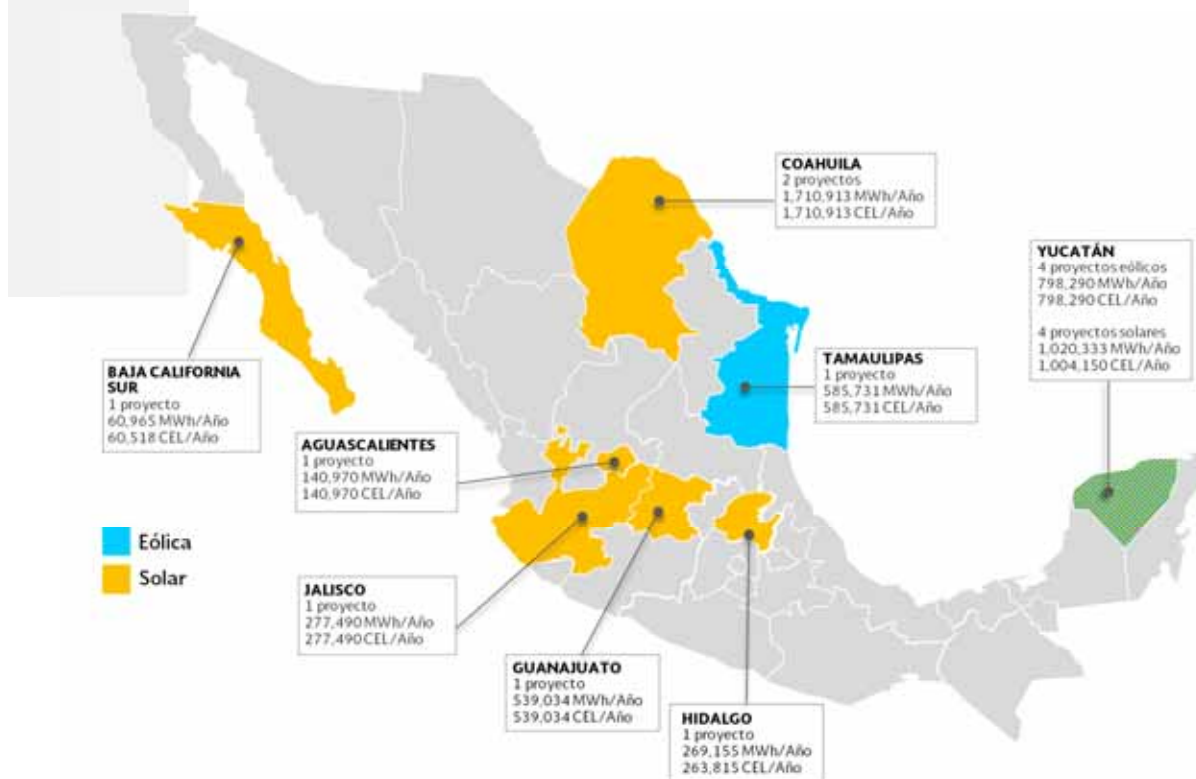 COAHUILA
2 proyectos
1,710,913 MWh/Año
1,710,913 CEL/Año
YUCATÁN
4 proyectos eólicos
798,290 MWh/Año
798,290 CEL/Año
4 proyectos solares
1,020,333 MWh/Año
1,004,150 CEL/Año
TAMAULIPAS
1 proyecto
585,731 MWh/Año
585,731 CEL/Año
BAJA CALIFORNIA
SUR
1 proyecto
60,965 MWh/Año
60,518 CEL/Año
AGUASCALIENTES
1 proyecto
140,970 MWh/Año
140,970 CEL/Año
Eólica
Solar
JALISCO
1 proyecto
277,490 MWh/Año
277,490 CEL/Año
GUANAJUATO
1 proyecto
539,034 MWh/Año
539,034 CEL/Año
HIDALGO
1 proyecto
269,155 MWh/Año
263,815 CEL/Año